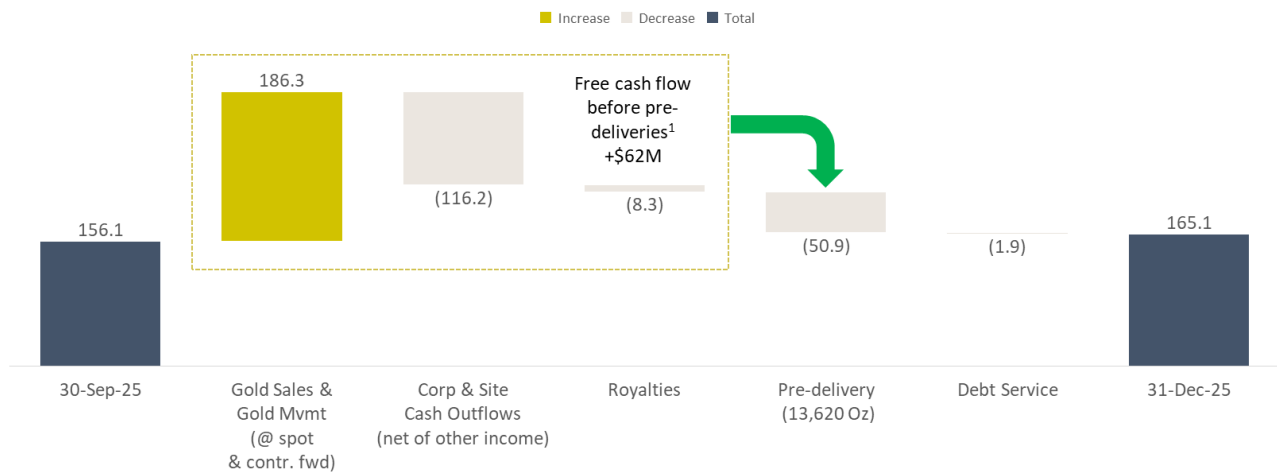 Increase Decrease Total
186.3
Free cash flow
before pre-
deliveries¹
+$62M
(116.2)
(8.3)
156.1
(50.9)
(1.9)
165.1
30-Sep-25
Gold Sales &
Gold Mvmt
(@ spot
& contr. fwd)
Corp & Site
Cash Outflows
(net of other income)
Royalties
Pre-delivery
(13,620 Oz)
Debt Service
31-Dec-25